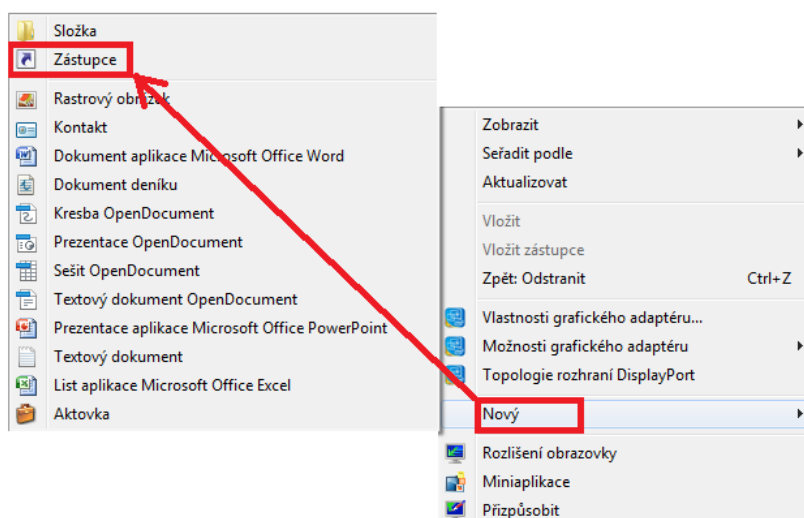 Složka
Zástupce
Rastrový obrázek
Kontakt
Dokument aplikace Microsoft Office Word
Dokument deníku
Kresba OpenDocument
Prezentace OpenDocument
Sešit OpenDocument
Textový dokument OpenDocument
Prezentace aplikace Microsoft Office PowerPoint
Textový dokument
List aplikace Microsoft Office Excel
Aktovka
Zobrazit
Seřadit podle
Aktualizovat
Vložit
Vložit zástupce
Zpět: Odstranit Ctrl+Z
Vlastnosti grafického adaptéru...
Možnosti grafického adaptéru
Topologie rozhraní DisplayPort
Nový
Rozlišení obrazovky
Miniaplikace
Přizpůsobit